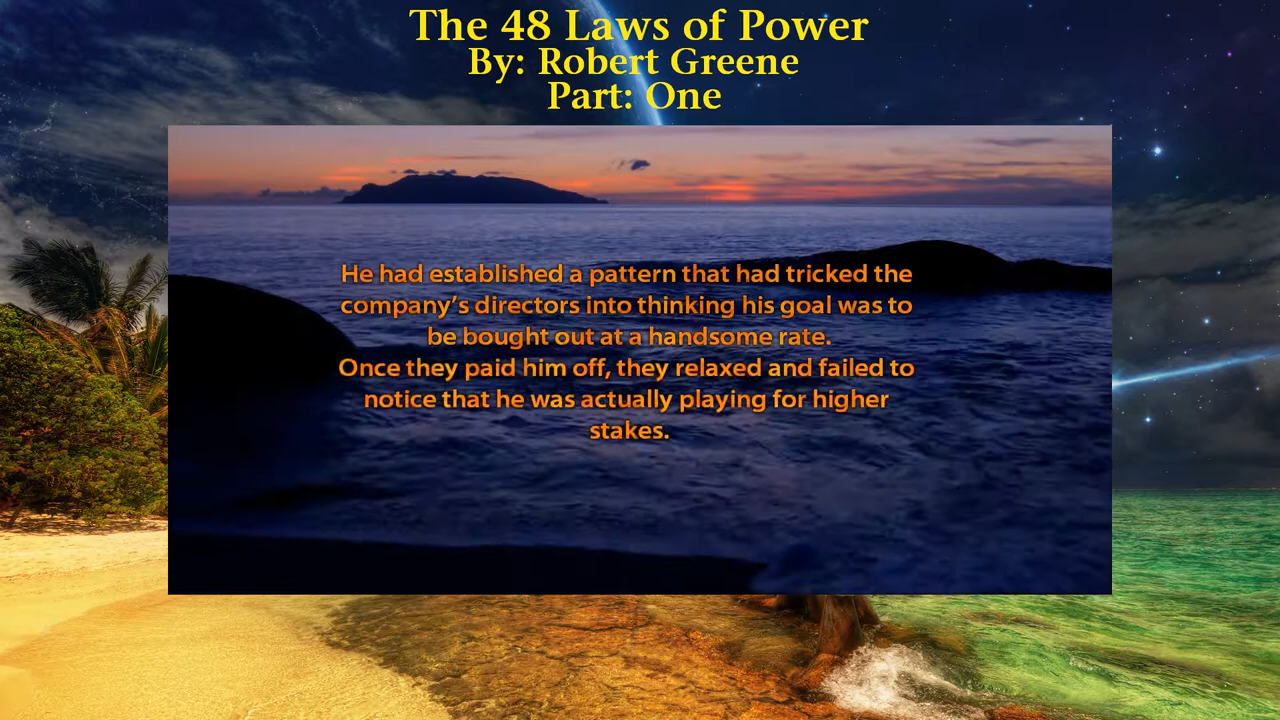 The 48 Laws of Power
By: Robert Greene
Part: One
He had established a pattern that had tricked the
company’s directors into thinking his goal was to
be bought out at a handsome rate.
Once they paid him off, they relaxed and failed to
notice that he was actually playing for higher
stakes.